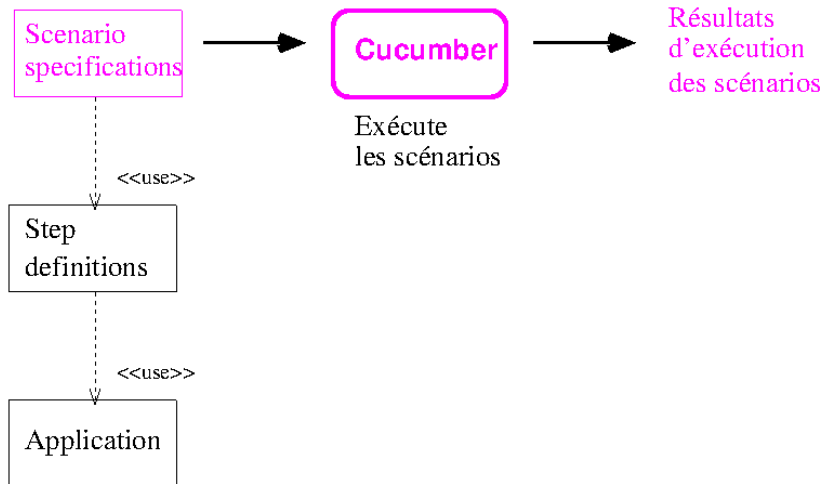 Scenario
specifications
Cucumber
Résultats
d'exécution
des scénarios
Exécute
les scénarios
<<use>>
Step
definitions
<<use>>
Application